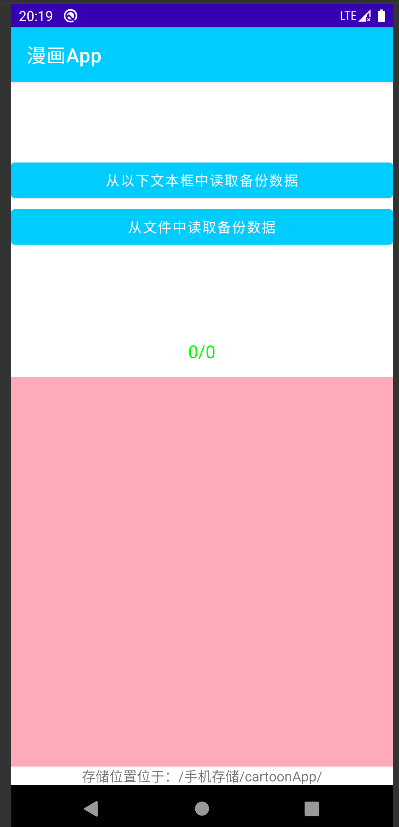 20:19 LTE
漫画App
从以下文本框中读取备份数据
从文件中读取备份数据
0/0
存储位置位于：/手机存储/cartoonApp/